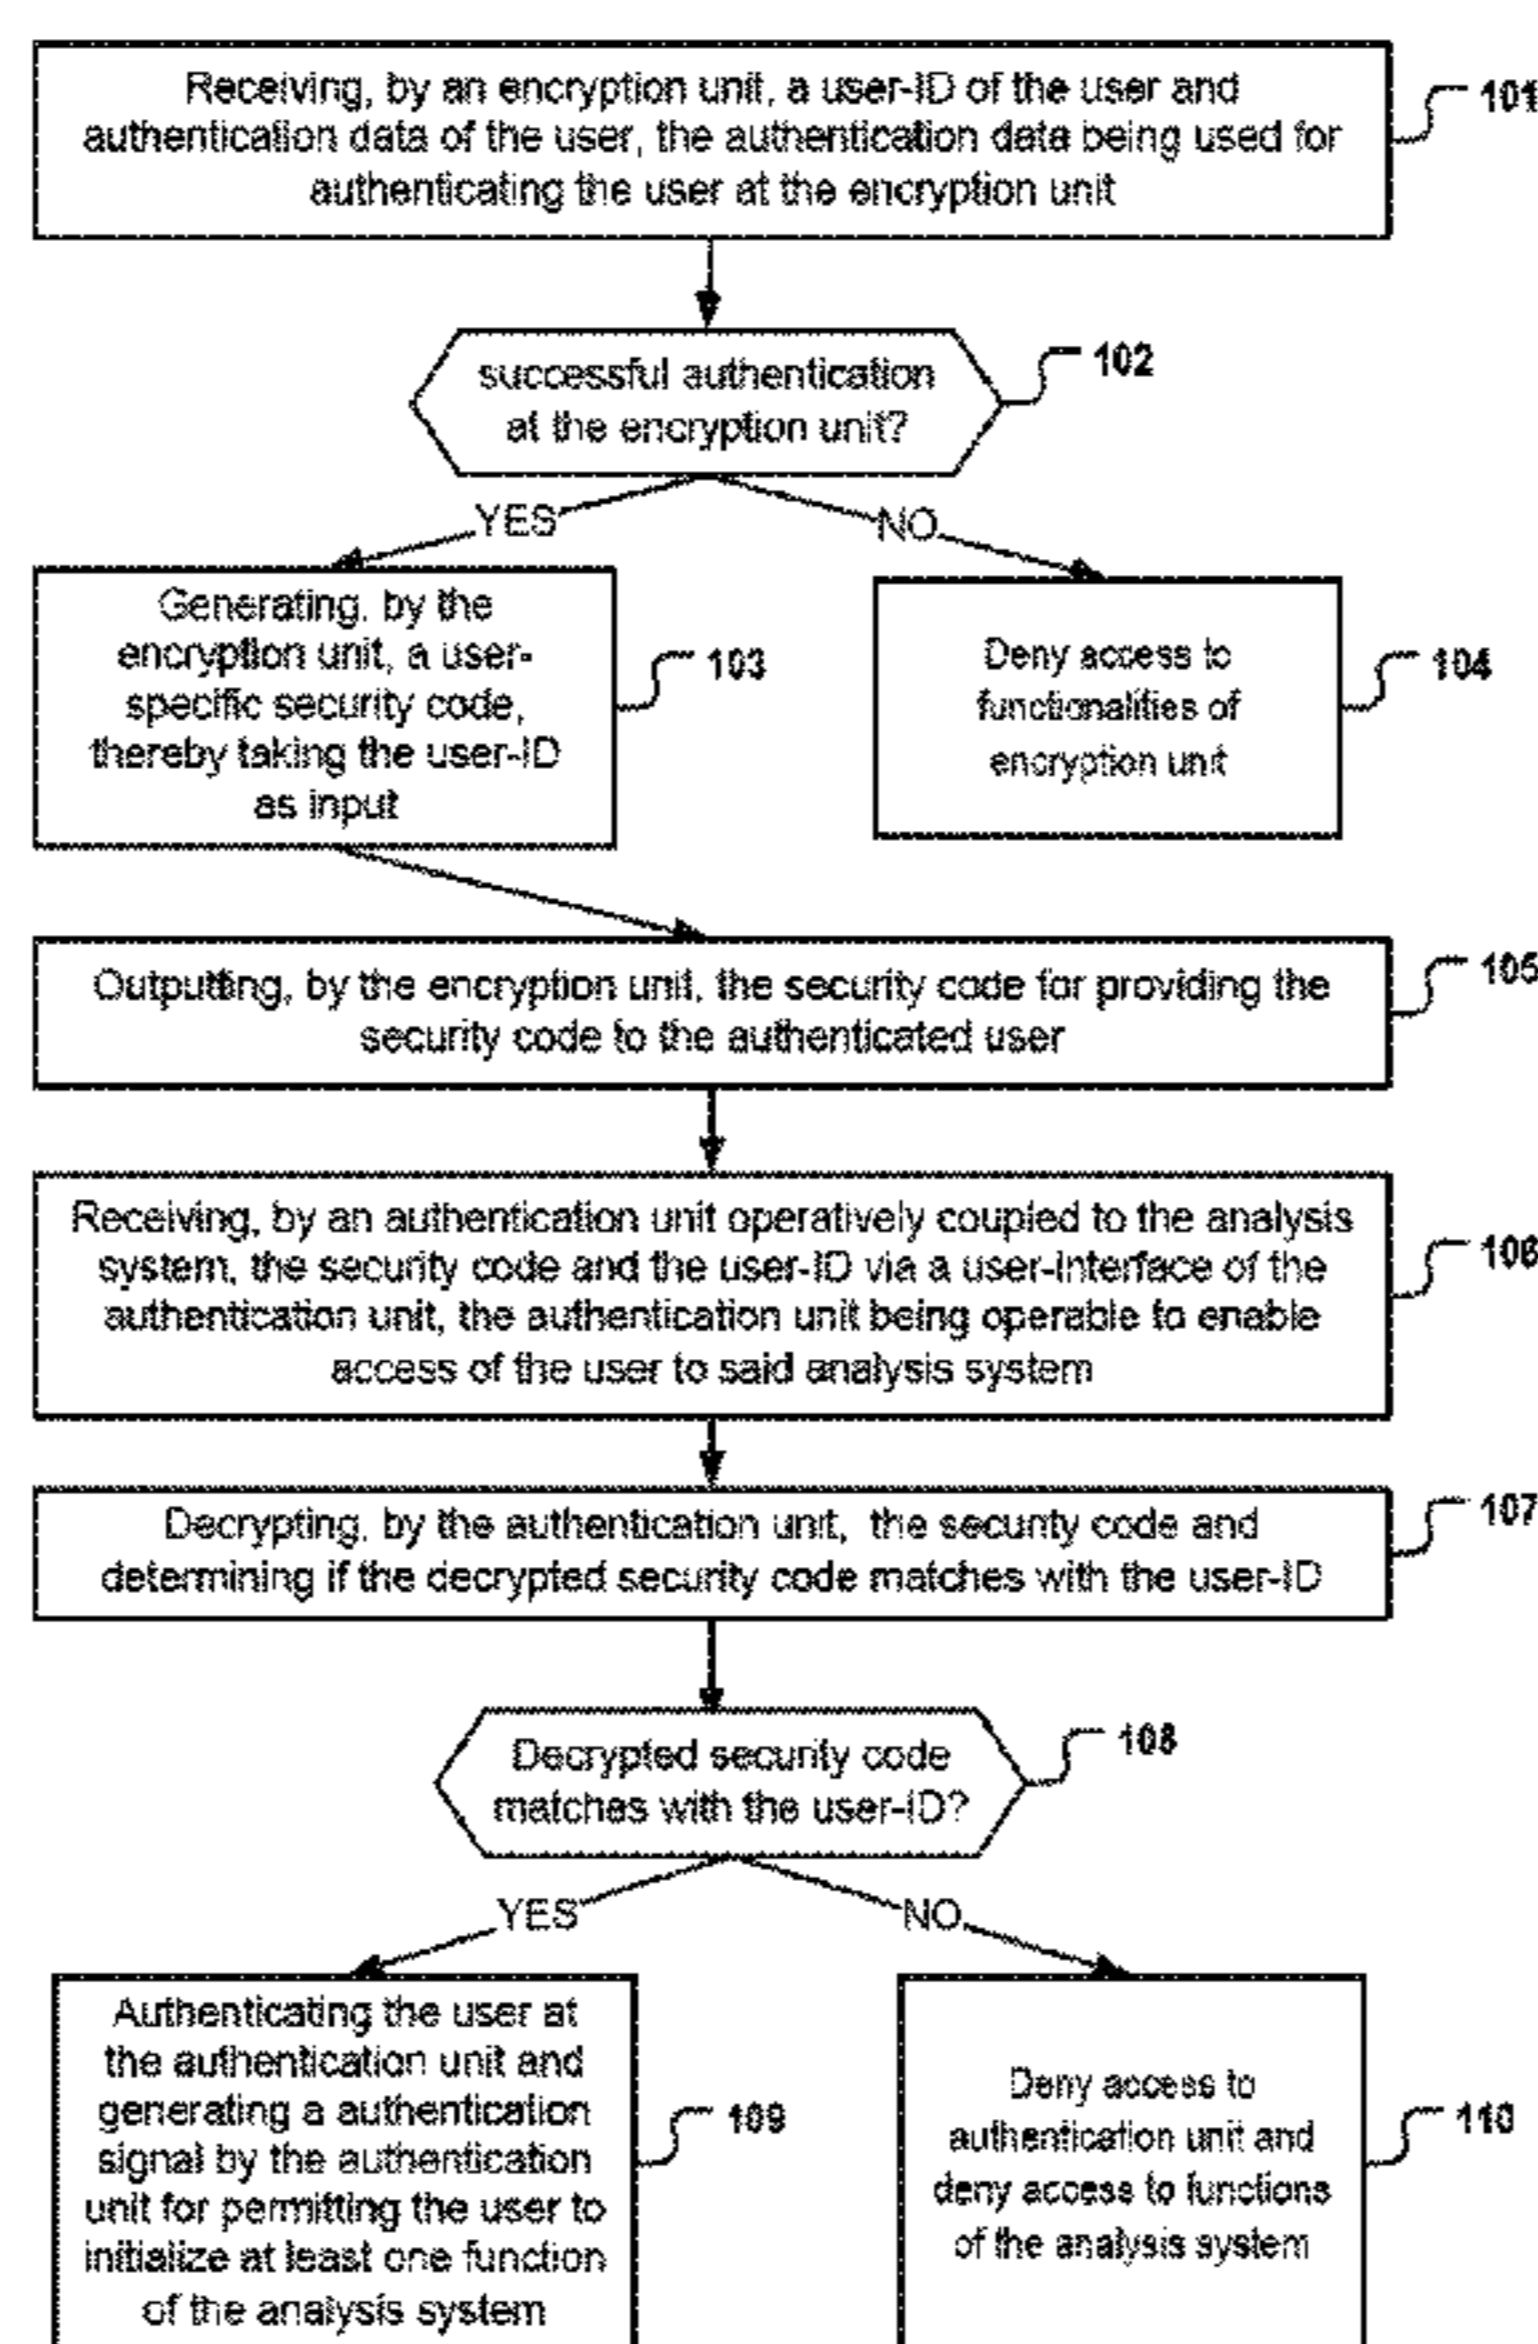 Receiving, by an encryption unit, a user-ID of the user and
authentication data of the user, the authentication data being used for
authenticating the user at the encryption unit
101
successful authentication
at the encryption unit?
102
YES
NO
Generating, by the
encryption unit, a user-
specific security code,
thereby taking the user-ID
as input
103
Deny access to
functionalities of
encryption unit
104
Outputting, by the encryption unit, the security code for providing the
security code to the authenticated user
105
Receiving, by an authentication unit operatively coupled to the analysis
system, the security code and the user-ID via a user-interface of the
authentication unit, the authentication unit being operable to enable
access of the user to said analysis system
106
Decrypting, by the authentication unit, the security code and
determining if the decrypted security code matches with the user-ID
107
Decrypted security code
matches with the user-ID?
108
YES
NO
Authenticating the user at
the authentication unit and
generating a authentication
signal by the authentication
unit for permitting the user to
initialize at least one function
of the analysis system
109
Deny access to
authentication unit and
deny access to functions
of the analysis system
110